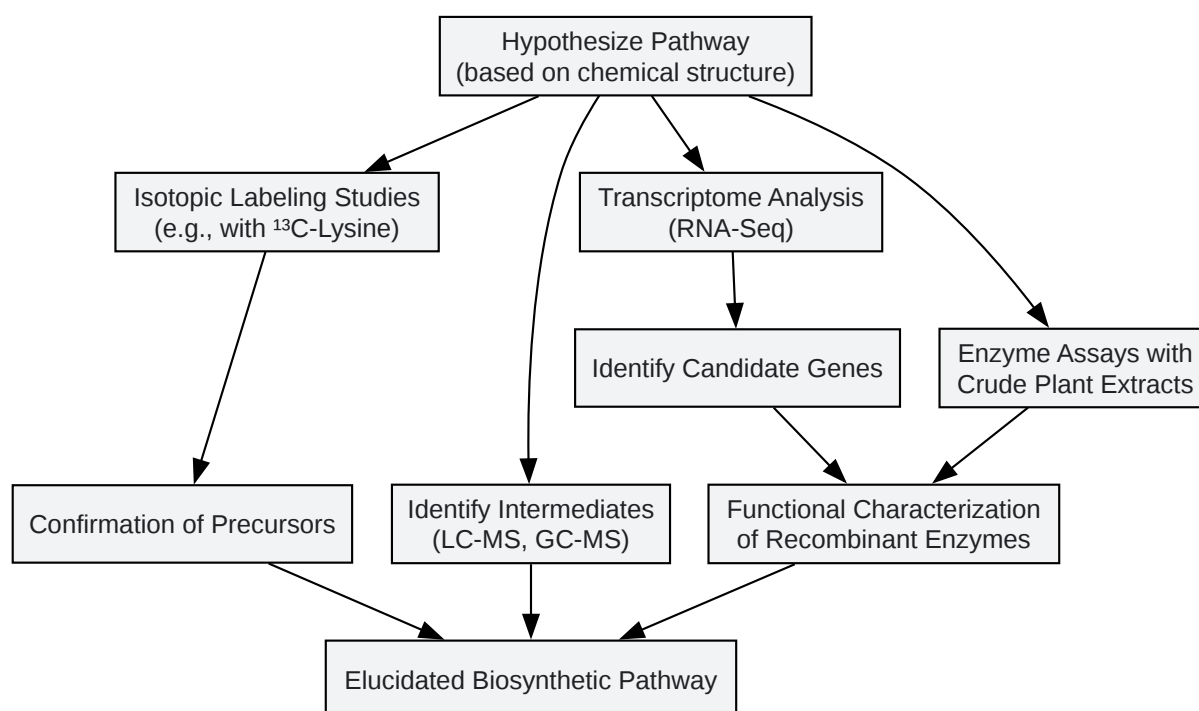 Hypothesize Pathway
(based on chemical structure)
Isotopic Labeling Studies
(e.g., with ¹³C-Lysine)
Transcriptome Analysis
(RNA-Seq)
Identify Candidate Genes
Enzyme Assays with
Crude Plant Extracts
Confirmation of Precursors
Identify Intermediates
(LC-MS, GC-MS)
Functional Characterization
of Recombinant Enzymes
Elucidated Biosynthetic Pathway